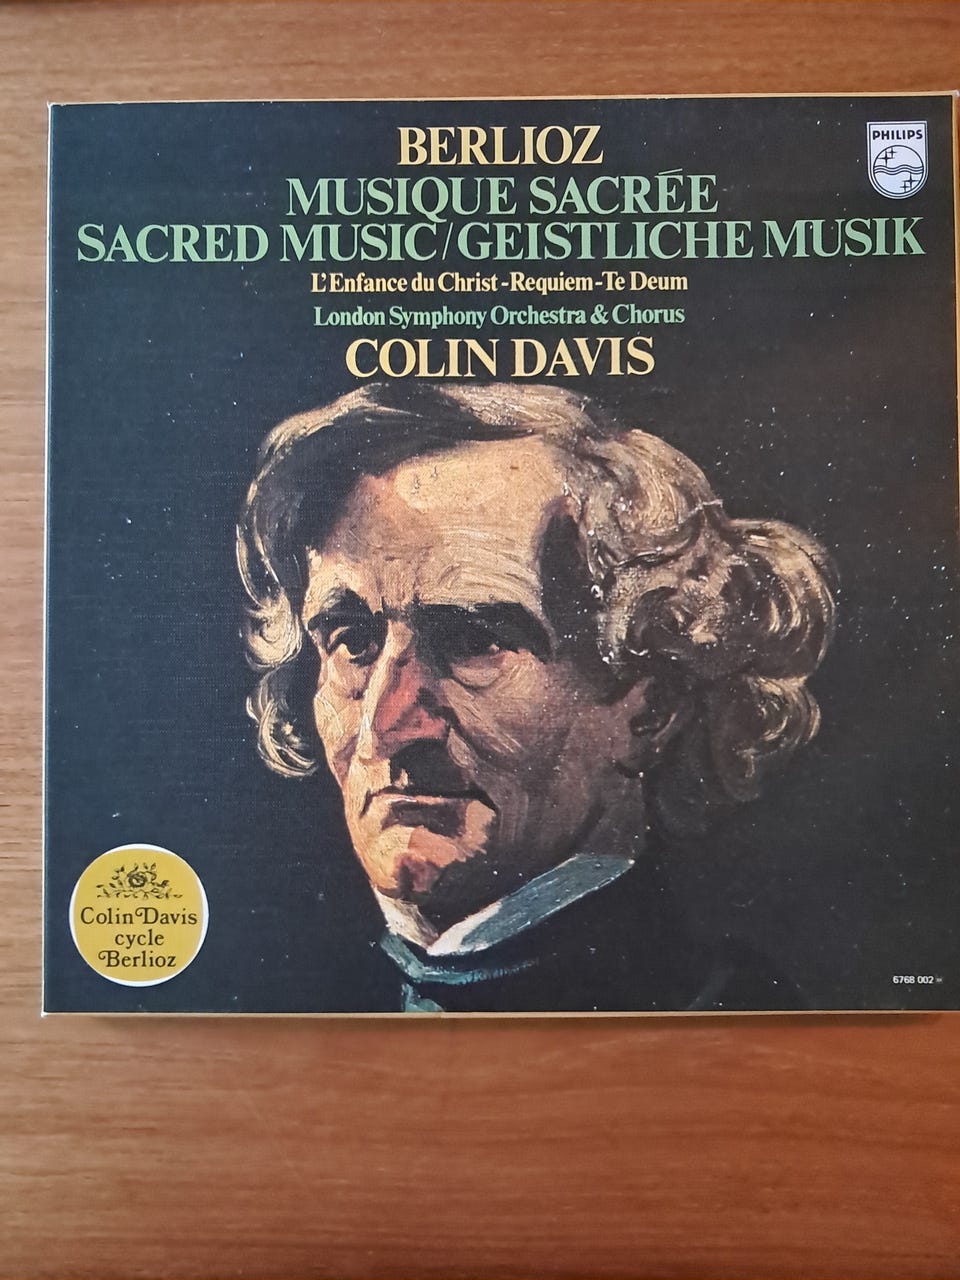 BERLIOZ
MUSIQUE SACRÉE
SACRED MUSIC/GEISTLICHE MUSIK
L'Enfance du Christ-Requiem-Te Deum
London Symphony Orchestra & Chorus
COLIN DAVIS
PHILIPS
Colin Davis
cycle
Berlioz
6768 002